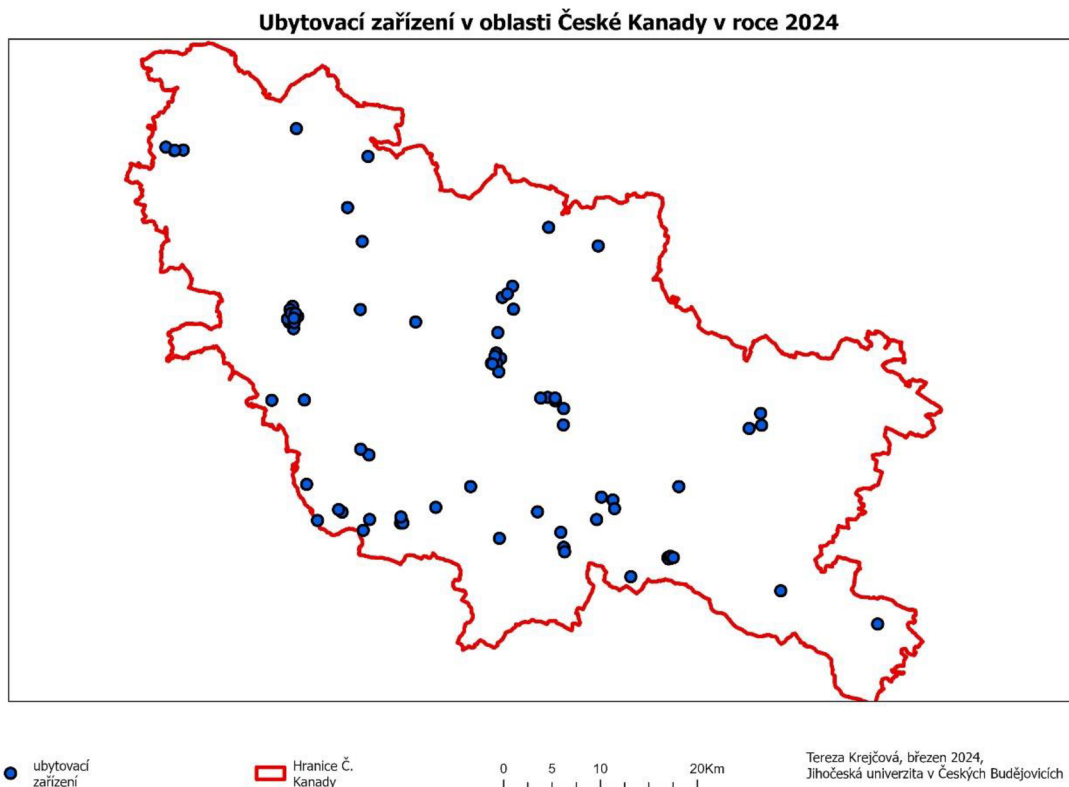 Ubytovací zařízení v oblasti České Kanady v roce 2024
ubytovací
zařízení
Hranice Č.
Kanady
0 5 10 20Km
Tereza Krejčová, březen 2024,
Jihočeská univerzita v Českých Budějovicích